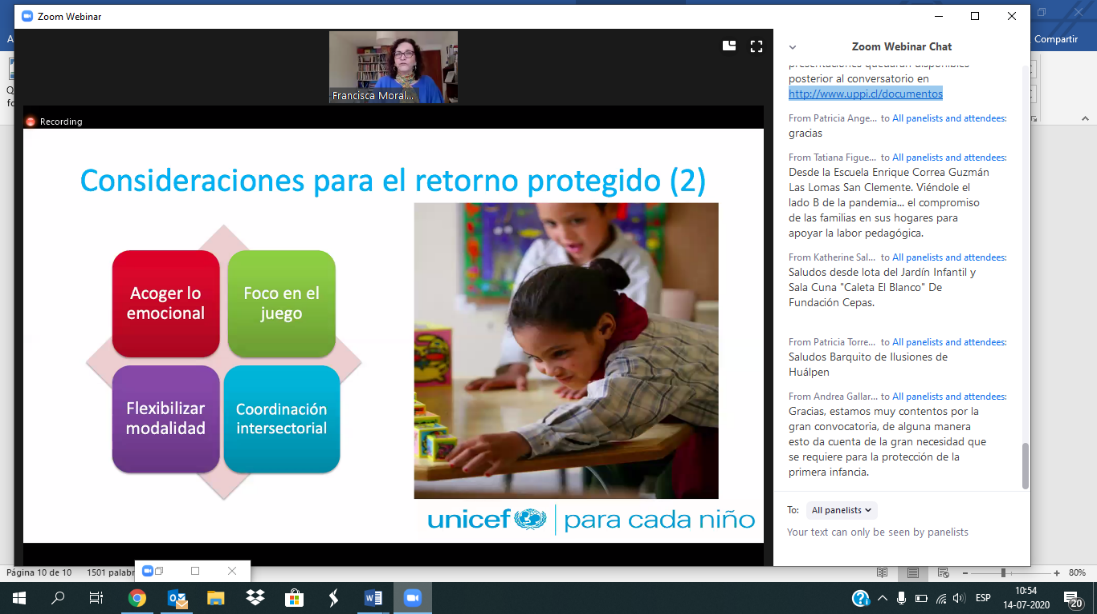 Zoom Webinar
Compartir
Francisca Moral...
Recording
Consideraciones para el retorno protegido (2)
Acoger lo
emocional
Foco en el
juego
Flexibilizar
modalidad
Coordinación
intersectorial
unicef
para cada niño
Zoom Webinar Chat
posterior al conversatorio en
http://www.uppi.cl/documentos
From Patricia Ange... to All panelists and attendees:
gracias
From Tatiana Figue... to All panelists and attendees:
Desde la Escuela Enrique Correa Guzmán
Las Lomas San Clemente. Viéndole el
lado B de la pandemia... el compromiso
de las familias en sus hogares para
apoyar la labor pedagógica.
From Katherine Sal... to All panelists and attendees:
Saludos desde lota del Jardín Infantil y
Sala Cuna "Caleta El Blanco" De
Fundación Cepas.
From Patricia Torre... to All panelists and attendees:
Saludos Barquito de Ilusiones de
Huálpen
From Andrea Gallar... to All panelists and attendees:
Gracias, estamos muy contentos por la
gran convocatoria, de alguna manera
esto da cuenta de la gran necesidad que
se requiere para la protección de la
primera infancia.
To: All panelists
Your text can only be seen by panelists
Página 10 de 10 1501 palabr
80%
ESP
10:54
14-07-2020
20